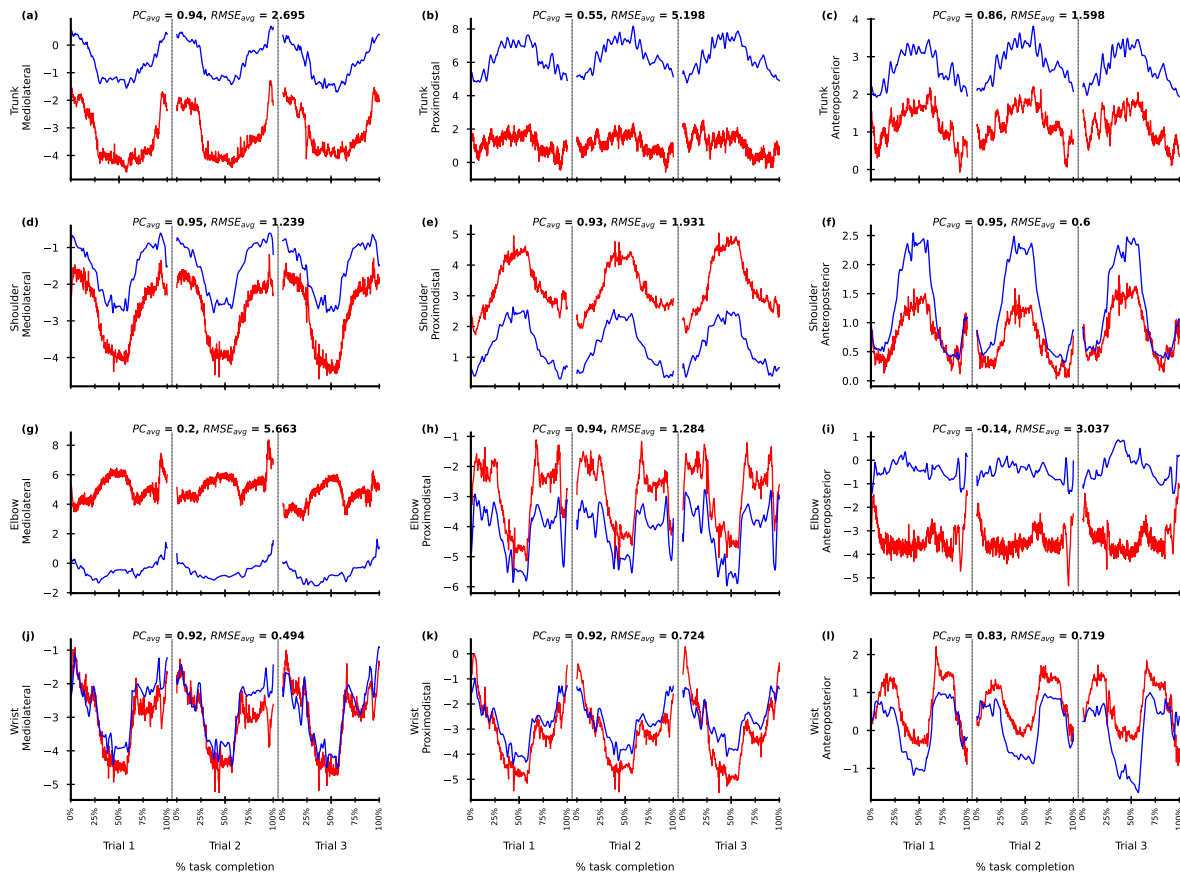 (a) PC_avg = 0.94, RMSE_avg = 2.695
Trunk
Mediolateral
0
−1
−2
−3
−4
(b) PC_avg = 0.55, RMSE_avg = 5.198
Trunk
Proximodistal
8
6
4
2
0
(c) PC_avg = 0.86, RMSE_avg = 1.598
Trunk
Anteroposterior
4
3
2
1
0
(d) PC_avg = 0.95, RMSE_avg = 1.239
Shoulder
Mediolateral
−1
−2
−3
−4
(e) PC_avg = 0.93, RMSE_avg = 1.931
Shoulder
Proximodistal
5
4
3
2
1
(f) PC_avg = 0.95, RMSE_avg = 0.6
Shoulder
Anteroposterior
2.5
2.0
1.5
1.0
0.5
0.0
(g) PC_avg = 0.2, RMSE_avg = 5.663
Elbow
Mediolateral
8
6
4
2
0
−2
(h) PC_avg = 0.94, RMSE_avg = 1.284
Elbow
Proximodistal
−1
−2
−3
−4
−5
−6
(i) PC_avg = -0.14, RMSE_avg = 3.037
Elbow
Anteroposterior
1
0
−1
−2
−3
−4
−5
(j) PC_avg = 0.92, RMSE_avg = 0.494
Wrist
Mediolateral
−1
−2
−3
−4
−5
0% 25% 50% 75% 100% 0% 25% 50% 75% 100% 0% 25% 50% 75% 100%
Trial 1 Trial 2 Trial 3
% task completion
(k) PC_avg = 0.92, RMSE_avg = 0.724
Wrist
Proximodistal
0
−1
−2
−3
−4
−5
0% 25% 50% 75% 100% 0% 25% 50% 75% 100% 0% 25% 50% 75% 100%
Trial 1 Trial 2 Trial 3
% task completion
(l) PC_avg = 0.83, RMSE_avg = 0.719
Wrist
Anteroposterior
2
1
0
−1
0% 25% 50% 75% 100% 0% 25% 50% 75% 100% 0% 25% 50% 75% 100%
Trial 1 Trial 2 Trial 3
% task completion